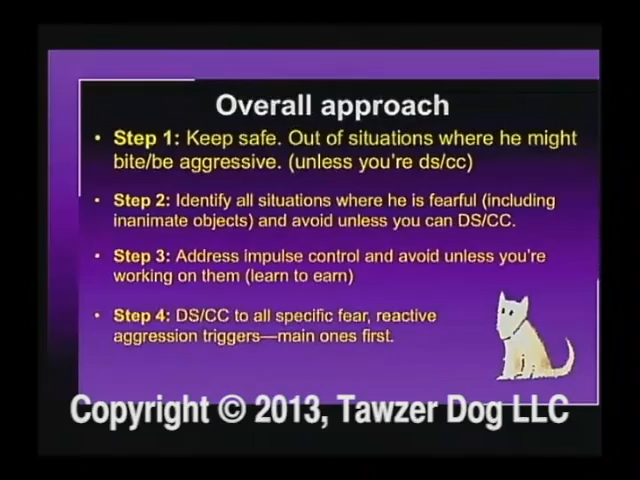 Overall approach
• Step 1: Keep safe. Out of situations where he might
bite/be aggressive. (unless you're ds/cc)
• Step 2: Identify all situations where he is fearful (including
inanimate objects) and avoid unless you can DS/CC.
• Step 3: Address impulse control and avoid unless you're
working on them (learn to earn)
• Step 4: DS/CC to all specific fear, reactive
aggression triggers—main ones first.
Copyright © 2013, Tawzer Dog LLC